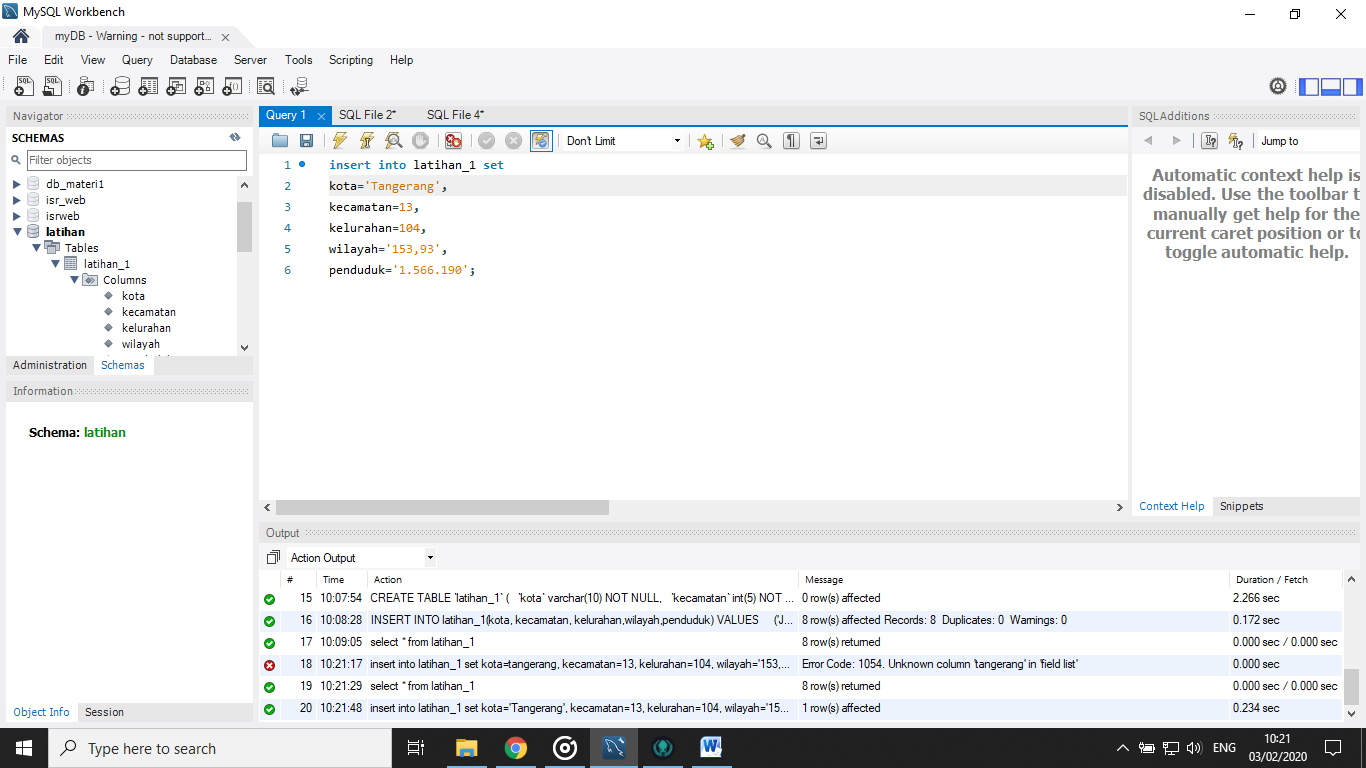 MySQL Workbench
myDB - Warning - not support...
File Edit View Query Database Server Tools Scripting Help
Navigator
SCHEMAS
Filter objects
db_materi1
isr_web
isrweb
latihan
Tables
latihan_1
Columns
kota
kecamatan
kelurahan
wilayah
Administration Schemas
Information
Schema: latihan
Object Info Session
Query 1 SQL File 2* SQL File 4*
Don't Limit
1 insert into latihan_1 set
2 kota='Tangerang',
3 kecamatan=13,
4 kelurahan=104,
5 wilayah='153,93',
6 penduduk='1.566.190';
SQLAdditions
Jump to
Automatic context help is
disabled. Use the toolbar t
manually get help for the
current caret position or to
toggle automatic help.
Context Help Snippets
Output
Action Output
# Time Action Message Duration / Fetch
15 10:07:54 CREATE TABLE `latihan_1` ( `kota` varchar(10) NOT NULL, `kecamatan` int(5) NOT ... 0 row(s) affected 2.266 sec
16 10:08:28 INSERT INTO latihan_1(kota, kecamatan, kelurahan,wilayah,penduduk) VALUES ('J... 8 row(s) affected Records: 8 Duplicates: 0 Warnings: 0 0.172 sec
17 10:09:05 select * from latihan_1 8 row(s) returned 0.000 sec / 0.000 sec
18 10:21:17 insert into latihan_1 set kota=tangerang, kecamatan=13, kelurahan=104, wilayah='153,... Error Code: 1054. Unknown column 'tangerang' in 'field list' 0.000 sec
19 10:21:29 select * from latihan_1 8 row(s) returned 0.000 sec / 0.000 sec
20 10:21:48 insert into latihan_1 set kota='Tangerang', kecamatan=13, kelurahan=104, wilayah='15... 1 row(s) affected 0.234 sec
Type here to search
ENG
10:21
03/02/2020